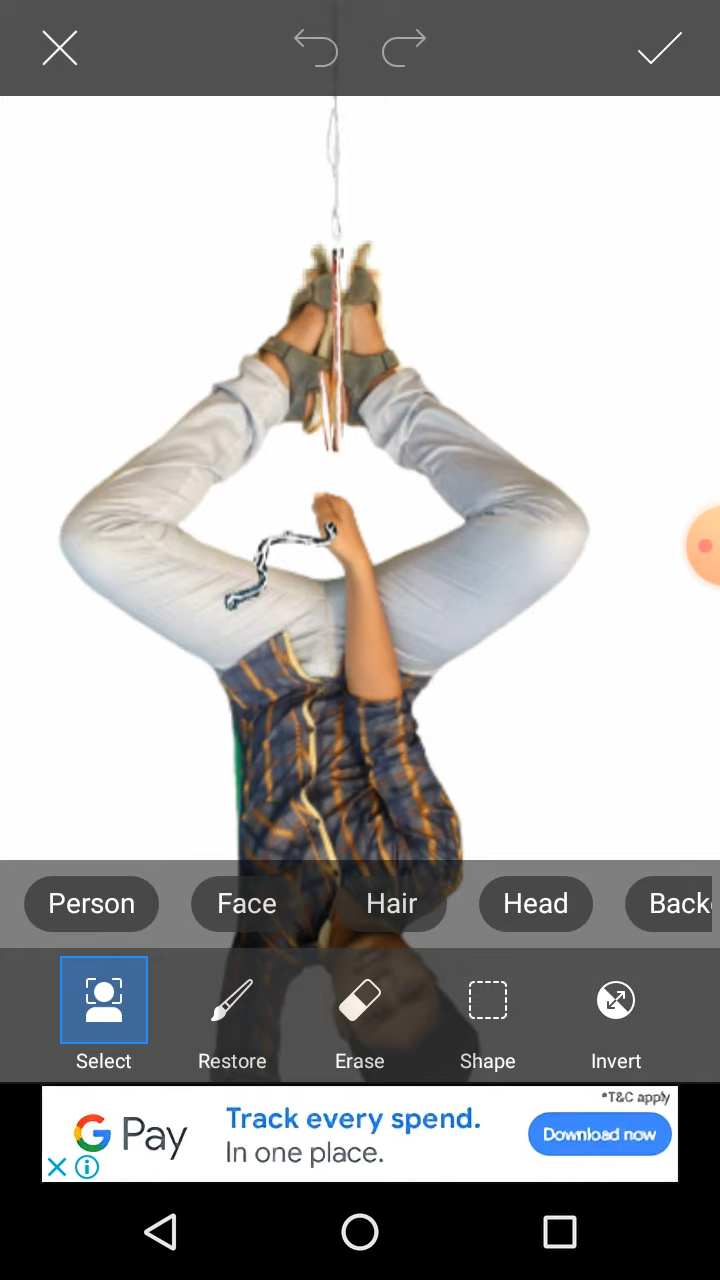 Person
Face
Hair
Head
Back
Select
Restore
Erase
Shape
Invert
*T&C apply
G Pay
Track every spend.
In one place.
Download now